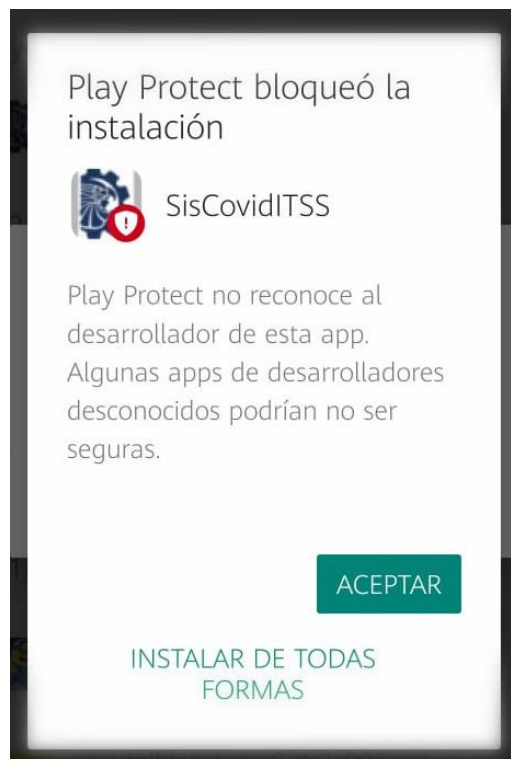 Play Protect bloqueó la
instalación
SisCovidITSS
Play Protect no reconoce al
desarrollador de esta app.
Algunas apps de desarrolladores
desconocidos podrían no ser
seguras.
ACEPTAR
INSTALAR DE TODAS
FORMAS